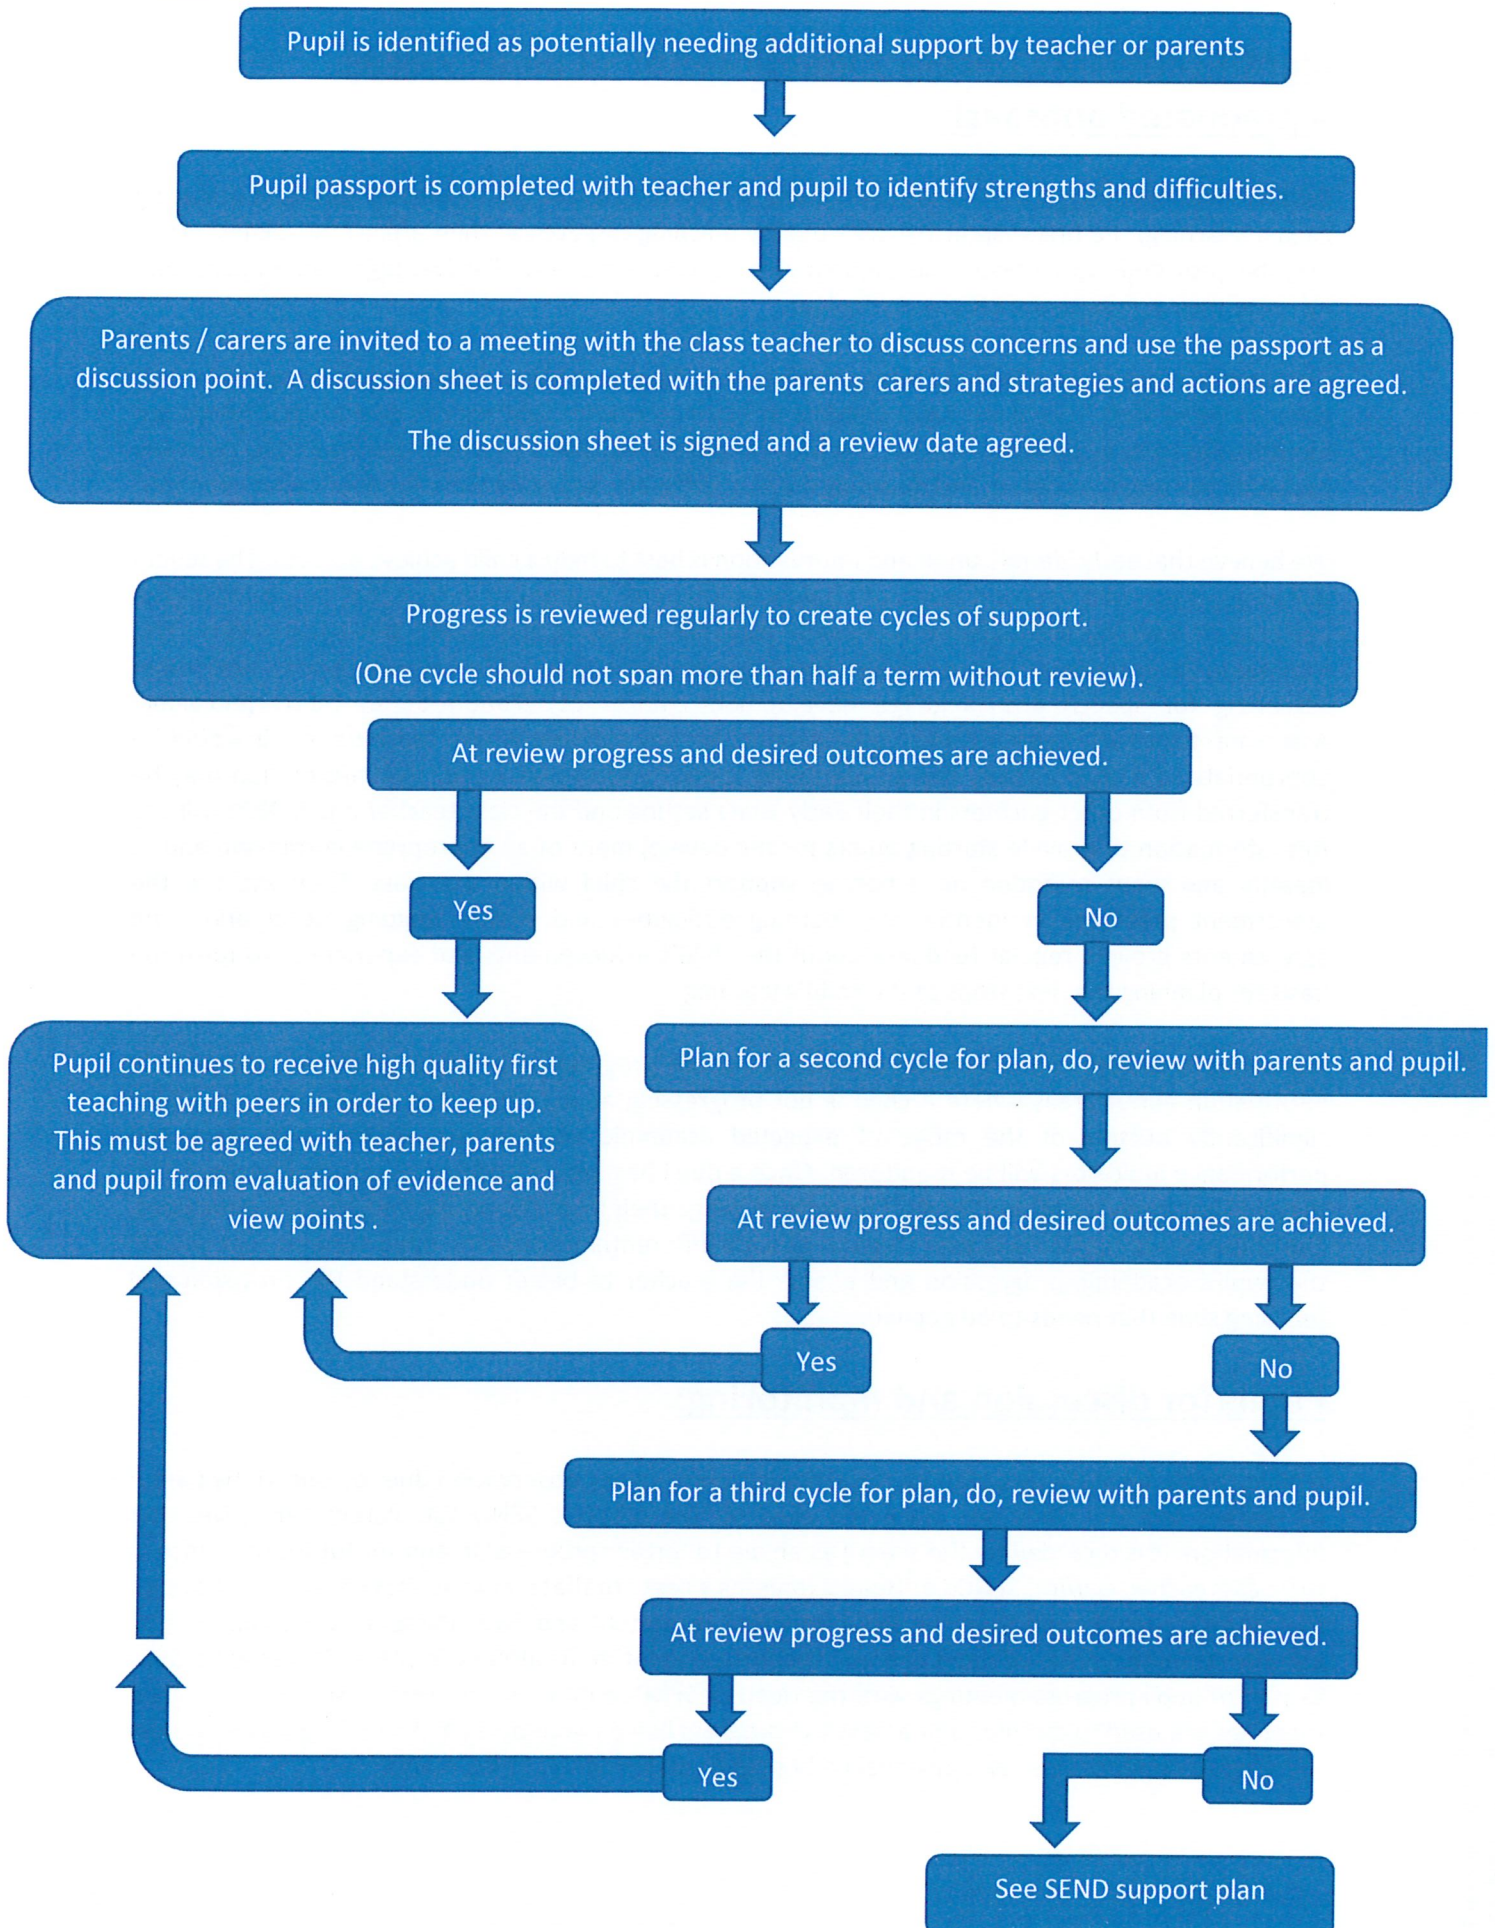 Pupil is identified as potentially needing additional support by teacher or parents
Pupil passport is completed with teacher and pupil to identify strengths and difficulties.
Parents / carers are invited to a meeting with the class teacher to discuss concerns and use the passport as a
discussion point.  A discussion sheet is completed with the parents  carers and strategies and actions are agreed.
The discussion sheet is signed and a review date agreed.
Progress is reviewed regularly to create cycles of support.
(One cycle should not span more than half a term without review).
At review progress and desired outcomes are achieved.
Yes
No
Pupil continues to receive high quality first
teaching with peers in order to keep up.
This must be agreed with teacher, parents
and pupil from evaluation of evidence and
view points .
Plan for a second cycle for plan, do, review with parents and pupil.
At review progress and desired outcomes are achieved.
Yes
No
Plan for a third cycle for plan, do, review with parents and pupil.
At review progress and desired outcomes are achieved.
Yes
No
See SEND support plan